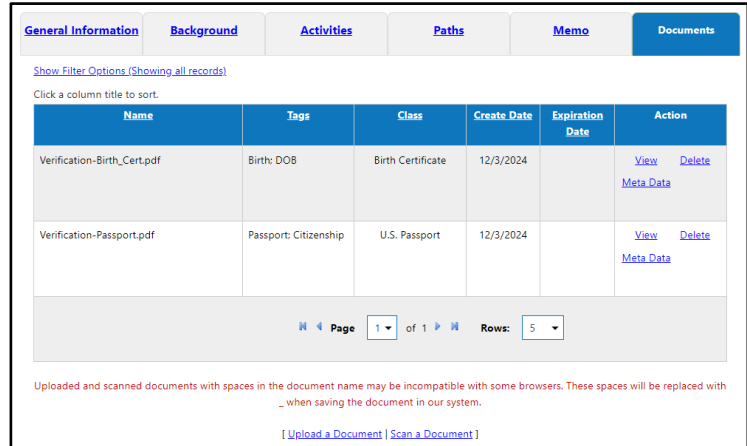 General Information Background Activities Paths Memo Documents
Show Filter Options (Showing all records)
Click a column title to sort.
Name Tags Class Create Date Expiration Date Action
Verification-Birth_Cert.pdf Birth; DOB Birth Certificate 12/3/2024 View Delete
Meta Data
Verification-Passport.pdf Passport; Citizenship U.S. Passport 12/3/2024 View Delete
Meta Data
Page 1 of 1 Rows: 5
Uploaded and scanned documents with spaces in the document name may be incompatible with some browsers. These spaces will be replaced with
_ when saving the document in our system.
[ Upload a Document | Scan a Document ]